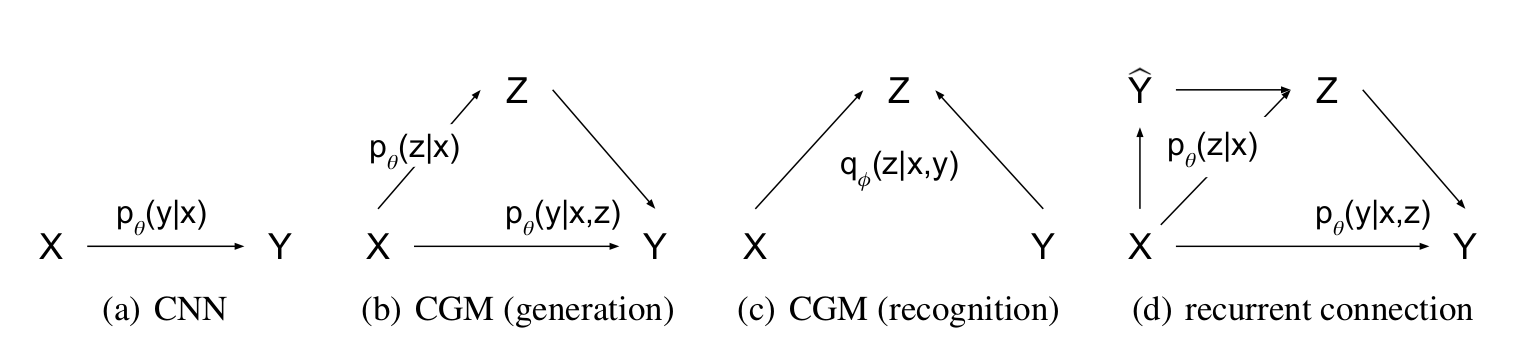 X p_θ(y|x) Y
(a) CNN
Z
p_θ(z|x)
p_θ(y|x,z)
X Y
(b) CGM (generation)
Z
q_ϕ(z|x,y)
X Y
(c) CGM (recognition)
Ŷ Z
p_θ(z|x)
p_θ(y|x,z)
X Y
(d) recurrent connection